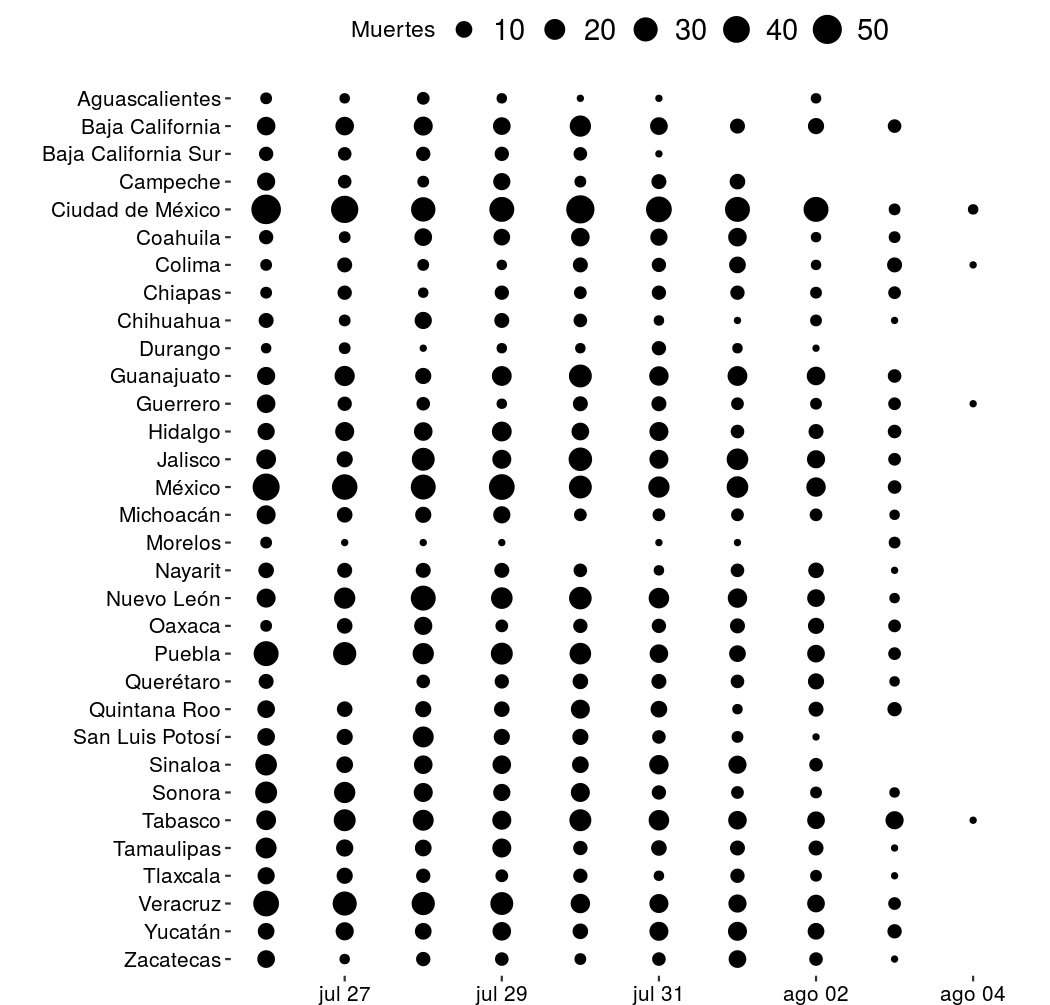 Muertes 10 20 30 40 50
Aguascalientes
Baja California
Baja California Sur
Campeche
Ciudad de México
Coahuila
Colima
Chiapas
Chihuahua
Durango
Guanajuato
Guerrero
Hidalgo
Jalisco
México
Michoacán
Morelos
Nayarit
Nuevo León
Oaxaca
Puebla
Querétaro
Quintana Roo
San Luis Potosí
Sinaloa
Sonora
Tabasco
Tamaulipas
Tlaxcala
Veracruz
Yucatán
Zacatecas
jul 27 jul 29 jul 31 ago 02 ago 04